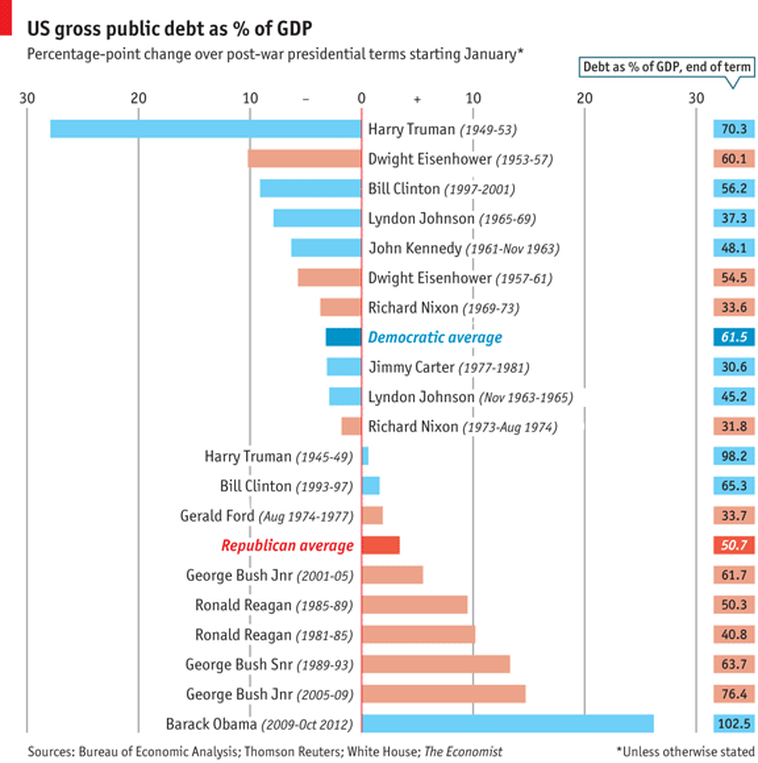 US gross public debt as % of GDP
Percentage-point change over post-war presidential terms starting January*
Debt as % of GDP, end of term
30 20 10 – 0 + 10 20 30
Harry Truman (1949-53) 70.3
Dwight Eisenhower (1953-57) 60.1
Bill Clinton (1997-2001) 56.2
Lyndon Johnson (1965-69) 37.3
John Kennedy (1961-Nov 1963) 48.1
Dwight Eisenhower (1957-61) 54.5
Richard Nixon (1969-73) 33.6
Democratic average 61.5
Jimmy Carter (1977-1981) 30.6
Lyndon Johnson (Nov 1963-1965) 45.2
Richard Nixon (1973-Aug 1974) 31.8
Harry Truman (1945-49) 98.2
Bill Clinton (1993-97) 65.3
Gerald Ford (Aug 1974-1977) 33.7
Republican average 50.7
George Bush Jnr (2001-05) 61.7
Ronald Reagan (1985-89) 50.3
Ronald Reagan (1981-85) 40.8
George Bush Snr (1989-93) 63.7
George Bush Jnr (2005-09) 76.4
Barack Obama (2009-Oct 2012) 102.5
Sources: Bureau of Economic Analysis; Thomson Reuters; White House; The Economist *Unless otherwise stated